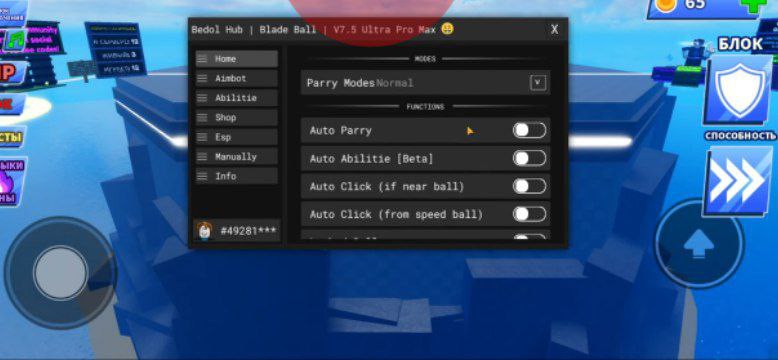 Bedol Hub | Blade Ball | V7.5 Ultra Pro Max 😃
X
65
БЛОК
СПОСОБНОСТЬ
Home
Aimbot
Abilitie
Shop
Esp
Manually
Info
#49281***
MODES
Parry Modes Normal
v
FUNCTIONS
Auto Parry
Auto Abilitie [Beta]
Auto Click (if near ball)
Auto Click (from speed ball)